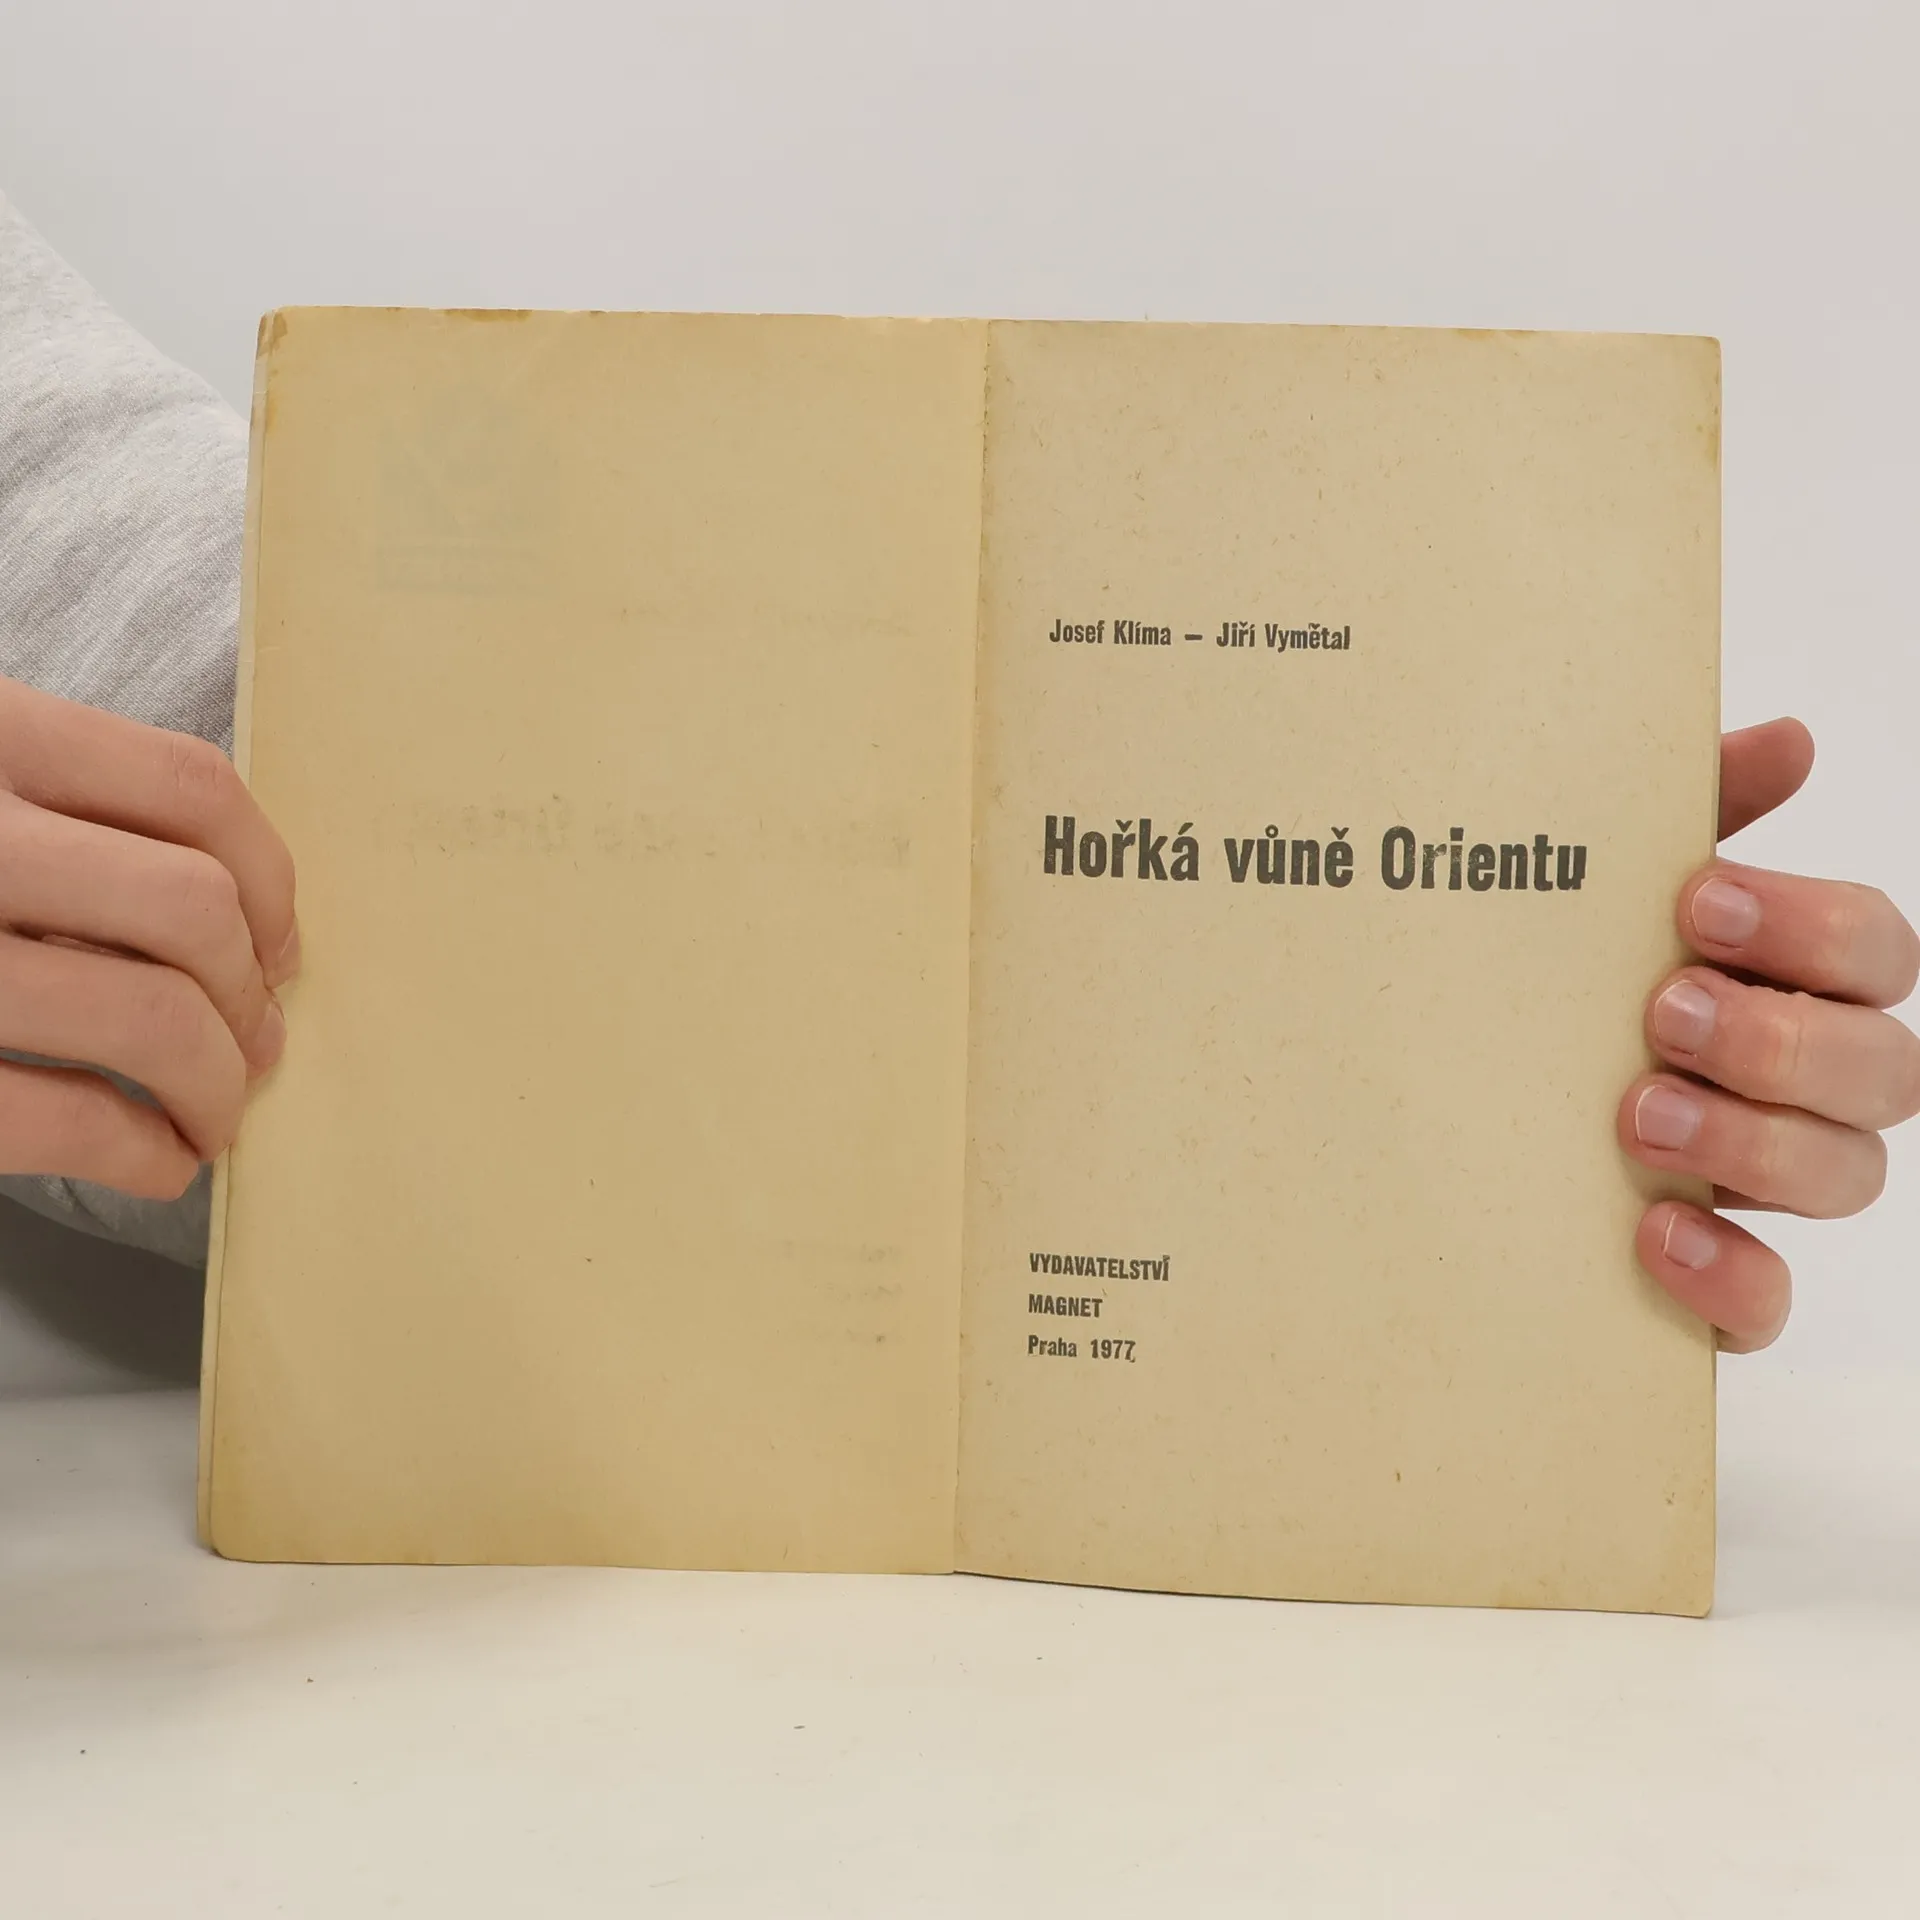 Josef Klíma – Jiří Vymětal
Hořká vůně Orientu
VYDAVATELSTVÍ
MAGNET
Praha 1977